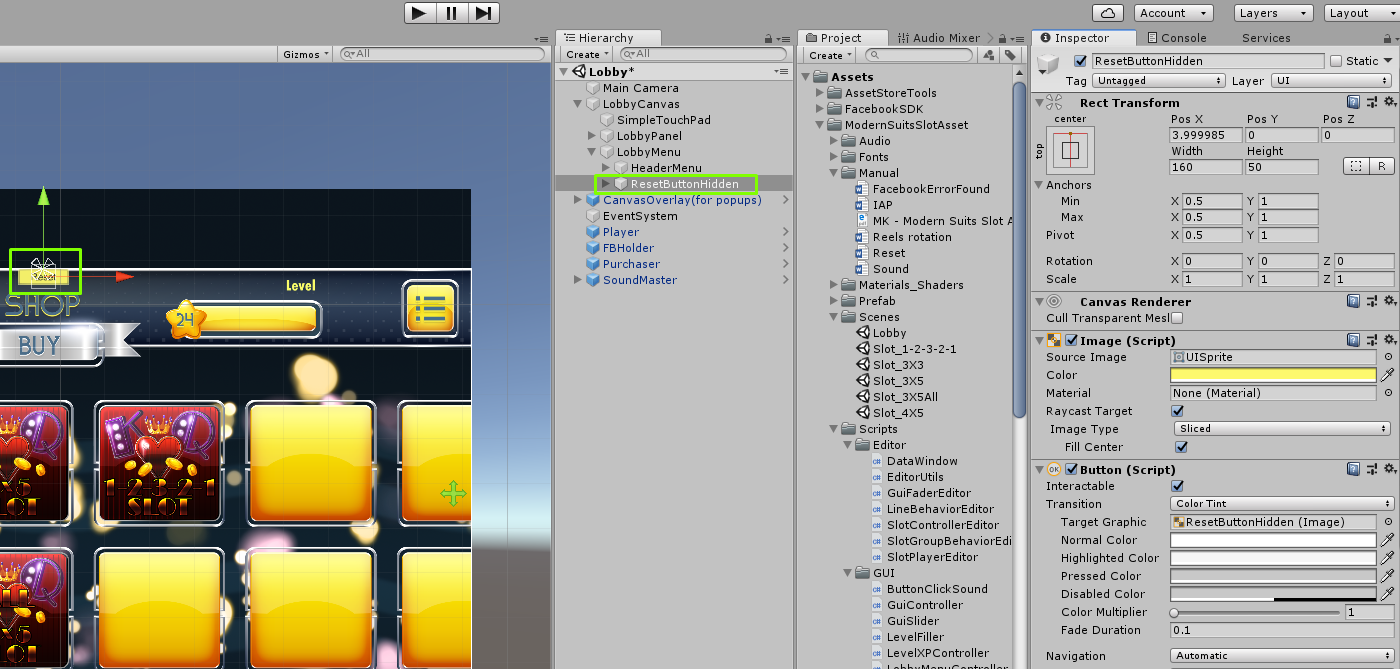 Account
Layers
Layout
Gizmos
All
Reset
SHOP
BUY
Level
24
K Q
1-2-3-2-1
SLOT
Hierarchy
Create
All
Lobby*
Main Camera
LobbyCanvas
SimpleTouchPad
LobbyPanel
LobbyMenu
HeaderMenu
ResetButtonHidden
CanvasOverlay(for popups)
EventSystem
Player
FBHolder
Purchaser
SoundMaster
Project
Audio Mixer
Create
Assets
AssetStoreTools
FacebookSDK
ModernSuitsSlotAsset
Audio
Fonts
Manual
FacebookErrorFound
IAP
MK - Modern Suits Slot A
Reels rotation
Reset
Sound
Materials_Shaders
Prefab
Scenes
Lobby
Slot_1-2-3-2-1
Slot_3X3
Slot_3X5
Slot_3X5All
Slot_4X5
Scripts
Editor
DataWindow
EditorUtils
GuiFaderEditor
LineBehaviorEditor
SlotControllerEditor
SlotGroupBehaviorEdi
SlotPlayerEditor
GUI
ButtonClickSound
GuiController
GuiSlider
LevelFiller
LevelXPController
LobbyMenuController
Inspector
Console
Services
ResetButtonHidden
Static
Tag Untagged
Layer UI
Rect Transform
center
top
Pos X Pos Y Pos Z
3.999985 0 0
Width Height
160 50
R
Anchors
Min X 0.5 Y 1
Max X 0.5 Y 1
Pivot X 0.5 Y 1
Rotation X 0 Y 0 Z 0
Scale X 1 Y 1 Z 1
Canvas Renderer
Cull Transparent Mesl
Image (Script)
Source Image UISprite
Color
Material None (Material)
Raycast Target
Image Type Sliced
Fill Center
OK Button (Script)
Interactable
Transition Color Tint
Target Graphic ResetButtonHidden (Image)
Normal Color
Highlighted Color
Pressed Color
Disabled Color
Color Multiplier 1
Fade Duration 0.1
Navigation Automatic